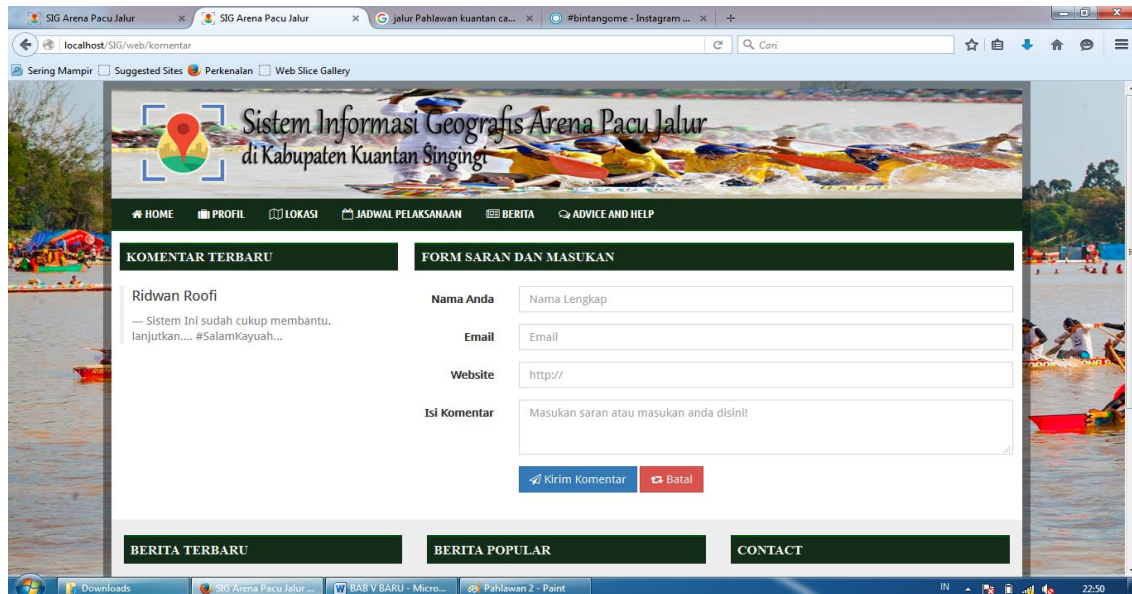 SIG Arena Pacu Jalur
SIG Arena Pacu Jalur
jalur Pahlawan kuantan ca...
#bintangome - Instagram ...
localhost/SIG/web/komentar
Cari
Sering Mampir
Suggested Sites
Perkenalan
Web Slice Gallery
Sistem Informasi Geografis Arena Pacu Jalur
di Kabupaten Kuantan Singingi
HOME
PROFIL
LOKASI
JADWAL PELAKSANAAN
BERITA
ADVICE AND HELP
KOMENTAR TERBARU
Ridwan Roofi
— Sistem Ini sudah cukup membantu.
lanjutkan.... #SalamKayuah...
FORM SARAN DAN MASUKAN
Nama Anda
Nama Lengkap
Email
Email
Website
http://
Isi Komentar
Masukan saran atau masukan anda disini!
Kirim Komentar
Batal
BERITA TERBARU
BERITA POPULAR
CONTACT
Downloads
SIG Arena Pacu Jalur ...
BAB V BARU - Micro...
Pahlawan 2 - Paint
IN
22:50